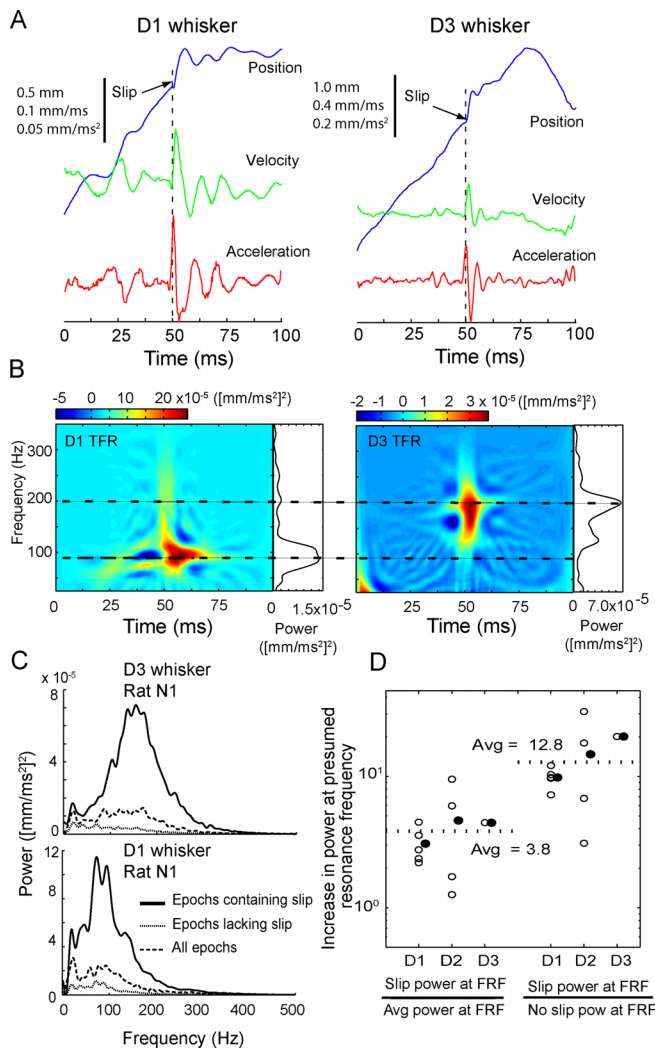 A
D1 whisker
D3 whisker
0.5 mm
0.1 mm/ms
0.05 mm/ms²
Slip
Position
Velocity
Acceleration
0 25 50 75 100
Time (ms)
1.0 mm
0.4 mm/ms
0.2 mm/ms²
Slip
Position
Velocity
Acceleration
0 25 50 75 100
Time (ms)
B
-5 0 10 20 x10⁻⁵ ([mm/ms²]²)
D1 TFR
Frequency (Hz)
300
200
100
0 25 50 75
Time (ms)
0 1.5x10⁻⁵
Power
([mm/ms²]²)
-2 -1 0 1 2 3 x10⁻⁵ ([mm/ms²]²)
D3 TFR
0 25 50 75
Time (ms)
0 7.0x10⁻⁵
Power
([mm/ms²]²)
C
x 10⁻⁵
D3 whisker
Rat N1
8
4
0
Power ([mm/ms²]²)
12
8
4
0
D1 whisker
Rat N1
Epochs containing slip
Epochs lacking slip
All epochs
0 100 200 300 400 500
Frequency (Hz)
D
Increase in power at presumed
resonance frequency
10¹
10⁰
Avg = 12.8
Avg = 3.8
D1 D2 D3 D1 D2 D3
Slip power at FRF
Avg power at FRF
Slip power at FRF
No slip pow at FRF